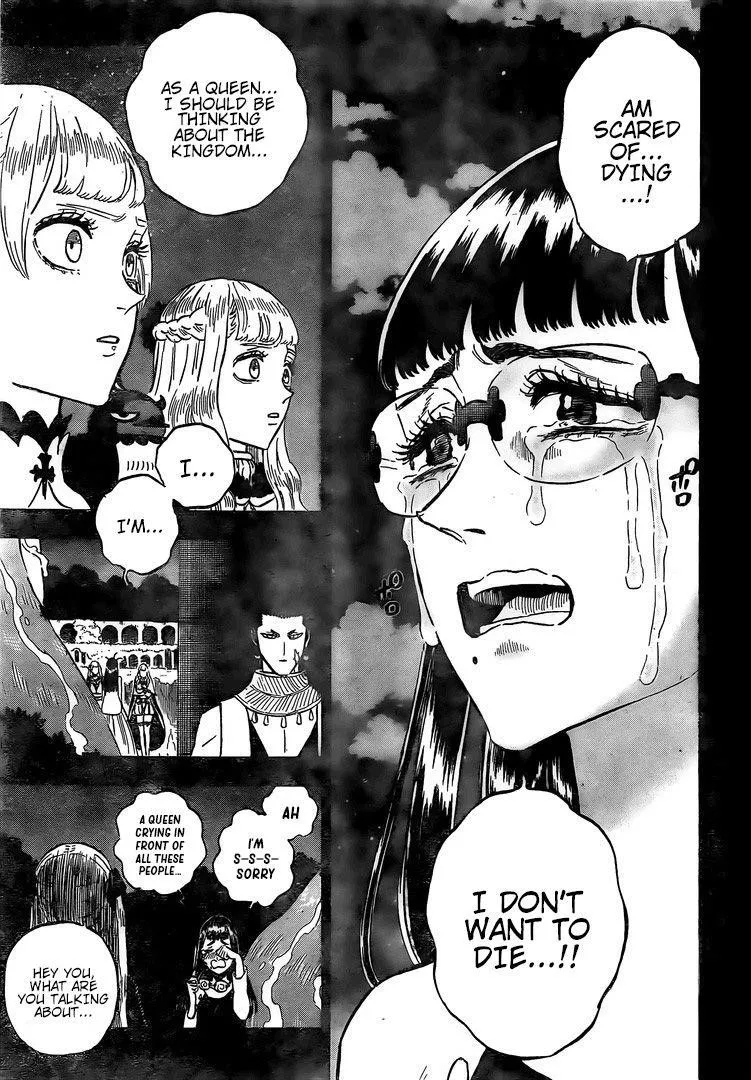 AM
SCARED
OF...
DYING
...!
I DON'T
WANT TO
DIE...!!
AS A QUEEN...
I SHOULD BE
THINKING
ABOUT THE
KINGDOM...
I...
I'M...
AH
I'M
S-S-S-
SORRY
A QUEEN
CRYING IN
FRONT OF
ALL THESE
PEOPLE...
HEY YOU,
WHAT ARE
YOU TALKING
ABOUT...